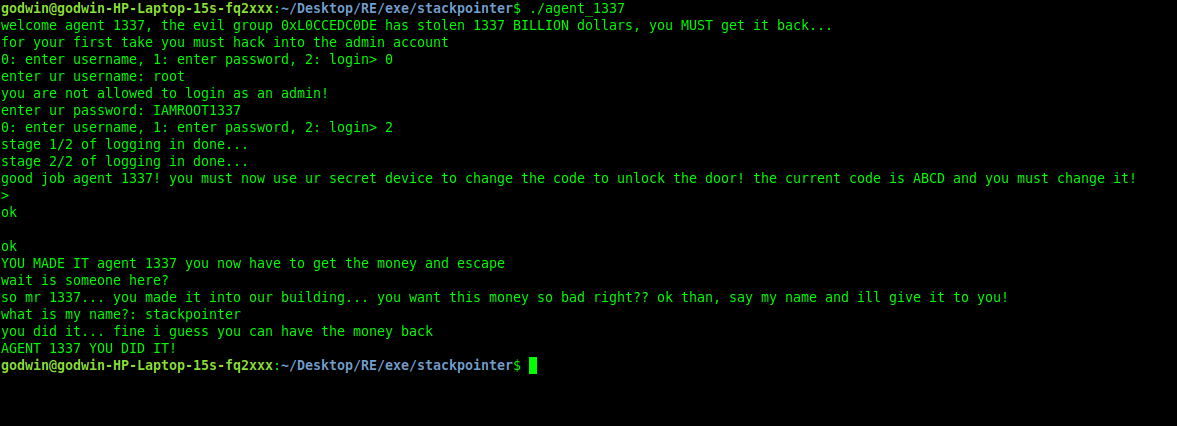 godwin@godwin-HP-Laptop-15s-fq2xxx:~/Desktop/RE/exe/stackpointer$ ./agent_1337
welcome agent 1337, the evil group 0xL0CCEDC0DE has stolen 1337 BILLION dollars, you MUST get it back...
for your first take you must hack into the admin account
0: enter username, 1: enter password, 2: login> 0
enter ur username: root
you are not allowed to login as an admin!
enter ur password: IAMROOT1337
0: enter username, 1: enter password, 2: login> 2
stage 1/2 of logging in done...
stage 2/2 of logging in done...
good job agent 1337! you must now use ur secret device to change the code to unlock the door! the current code is ABCD and you must change it!
>
ok
ok
YOU MADE IT agent 1337 you now have to get the money and escape
wait is someone here?
so mr 1337... you made it into our building... you want this money so bad right?? ok than, say my name and ill give it to you!
what is my name?: stackpointer
you did it... fine i guess you can have the money back
AGENT 1337 YOU DID IT!
godwin@godwin-HP-Laptop-15s-fq2xxx:~/Desktop/RE/exe/stackpointer$